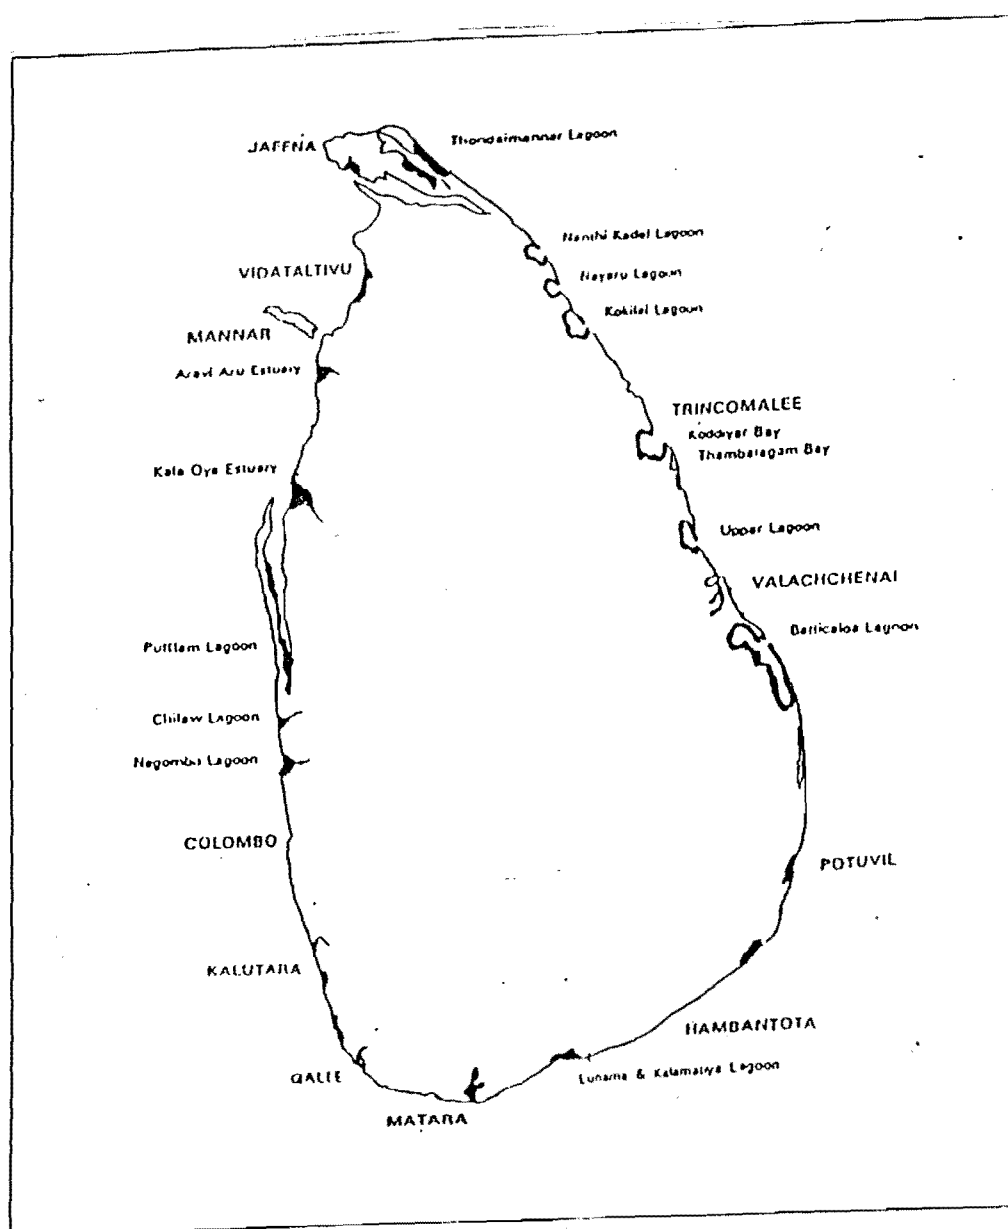 JAFFNA
Thondaimannar Lagoon
Nanthi Kadel Lagoon
Nayaru Lagoon
VIDATALTIVU
Kokilai Lagoon
MANNAR
Aravi Aru Estuary
TRINCOMALEE
Koddiyar Bay
Thambalagam Bay
Kala Oya Estuary
Upper Lagoon
VALACHCHENAI
Batticaloa Lagoon
Puttlam Lagoon
Chilaw Lagoon
Negombo Lagoon
COLOMBO
POTUVIL
KALUTARA
HAMBANTOTA
Lunama & Kalamatiya Lagoon
GALLE
MATARA